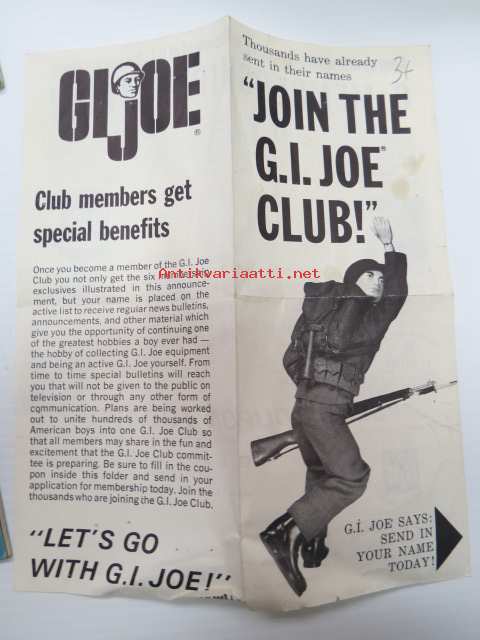 GIJOE
®
Club members get
special benefits
Once you become a member of the G.I. Joe
Club you not only get the six membership
exclusives illustrated in this announce-
ment, but your name is placed on the
active list to receive regular news bulletins,
announcements, and other material which
give you the opportunity of continuing one
of the greatest hobbies a boy ever had —
the hobby of collecting G.I. Joe equipment
and being an active G.I. Joe yourself. From
time to time special bulletins will reach
you that will not be given to the public on
television or through any other form of
communication. Plans are being worked
out to unite hundreds of thousands of
American boys into one G.I. Joe Club so
that all members may share in the fun and
excitement that the G.I. Joe Club commit-
tee is preparing. Be sure to fill in the cou-
pon inside this folder and send in your
application for membership today. Join the
thousands who are joining the G.I. Joe Club.
"LET'S GO
WITH G.I. JOE!"
Thousands have already
sent in their names
"JOIN THE
G.I. JOE®
CLUB!"
G.I. JOE SAYS:
SEND IN
YOUR NAME
TODAY!
Antikvariaatti.net